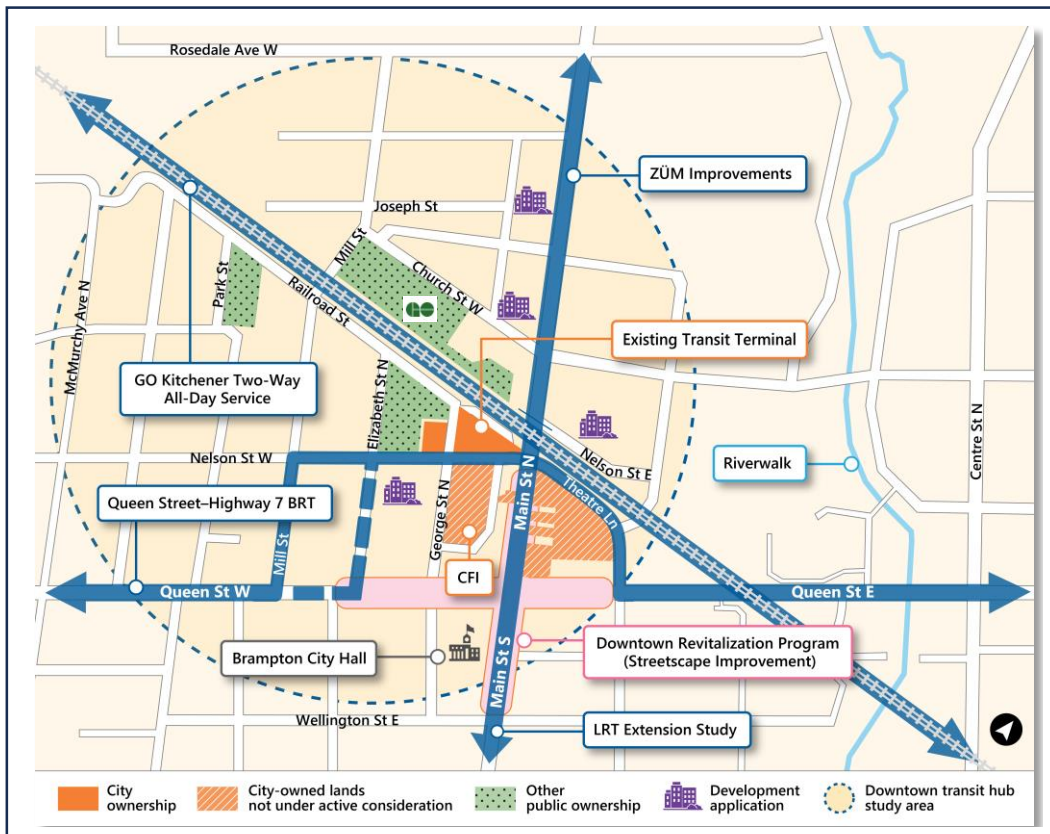 Rosedale Ave W
ZÜM Improvements
Joseph St
Mill St
Church St W
Park St
Railroad St
McMurchy Ave N
GO
Existing Transit Terminal
GO Kitchener Two-Way
All-Day Service
Elizabeth St N
Nelson St W
Nelson St E
Main St N
Theatre Ln
Riverwalk
Centre St N
Queen Street–Highway 7 BRT
George St N
Mill St
CFI
Queen St W
Queen St E
Brampton City Hall
Main St S
Downtown Revitalization Program
(Streetscape Improvement)
Wellington St E
LRT Extension Study
City
ownership
City-owned lands
not under active consideration
Other
public ownership
Development
application
Downtown transit hub
study area